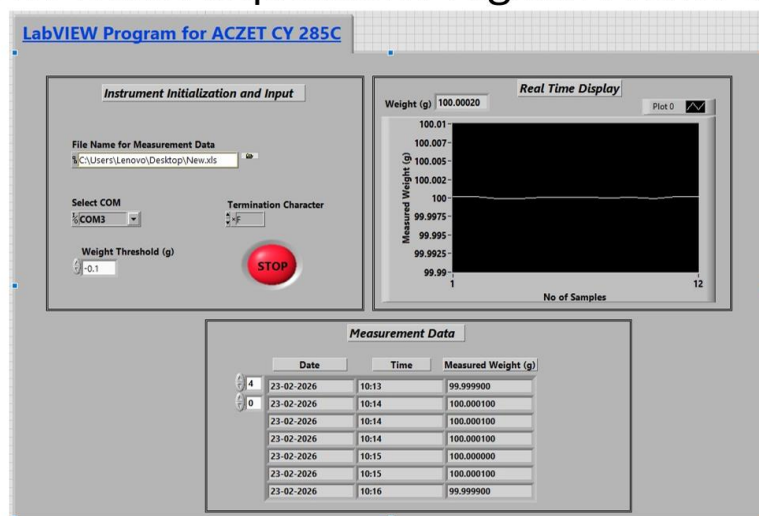 LabVIEW Program for ACZET CY 285C
Instrument Initialization and Input
File Name for Measurement Data
C:\Users\Lenovo\Desktop\New.xls
Select COM
Termination Character
COM3
xF
Weight Threshold (g)
-0.1
STOP
Real Time Display
Weight (g) 100.00020
Plot 0
Measured Weight (g)
100.01
100.007
100.005
100.002
100
99.9975
99.995
99.9925
99.99
1 12
No of Samples
Measurement Data
Date Time Measured Weight (g)
4 23-02-2026 10:13 99.999900
0 23-02-2026 10:14 100.000100
23-02-2026 10:14 100.000100
23-02-2026 10:14 100.000100
23-02-2026 10:15 100.000000
23-02-2026 10:15 100.000100
23-02-2026 10:16 99.999900